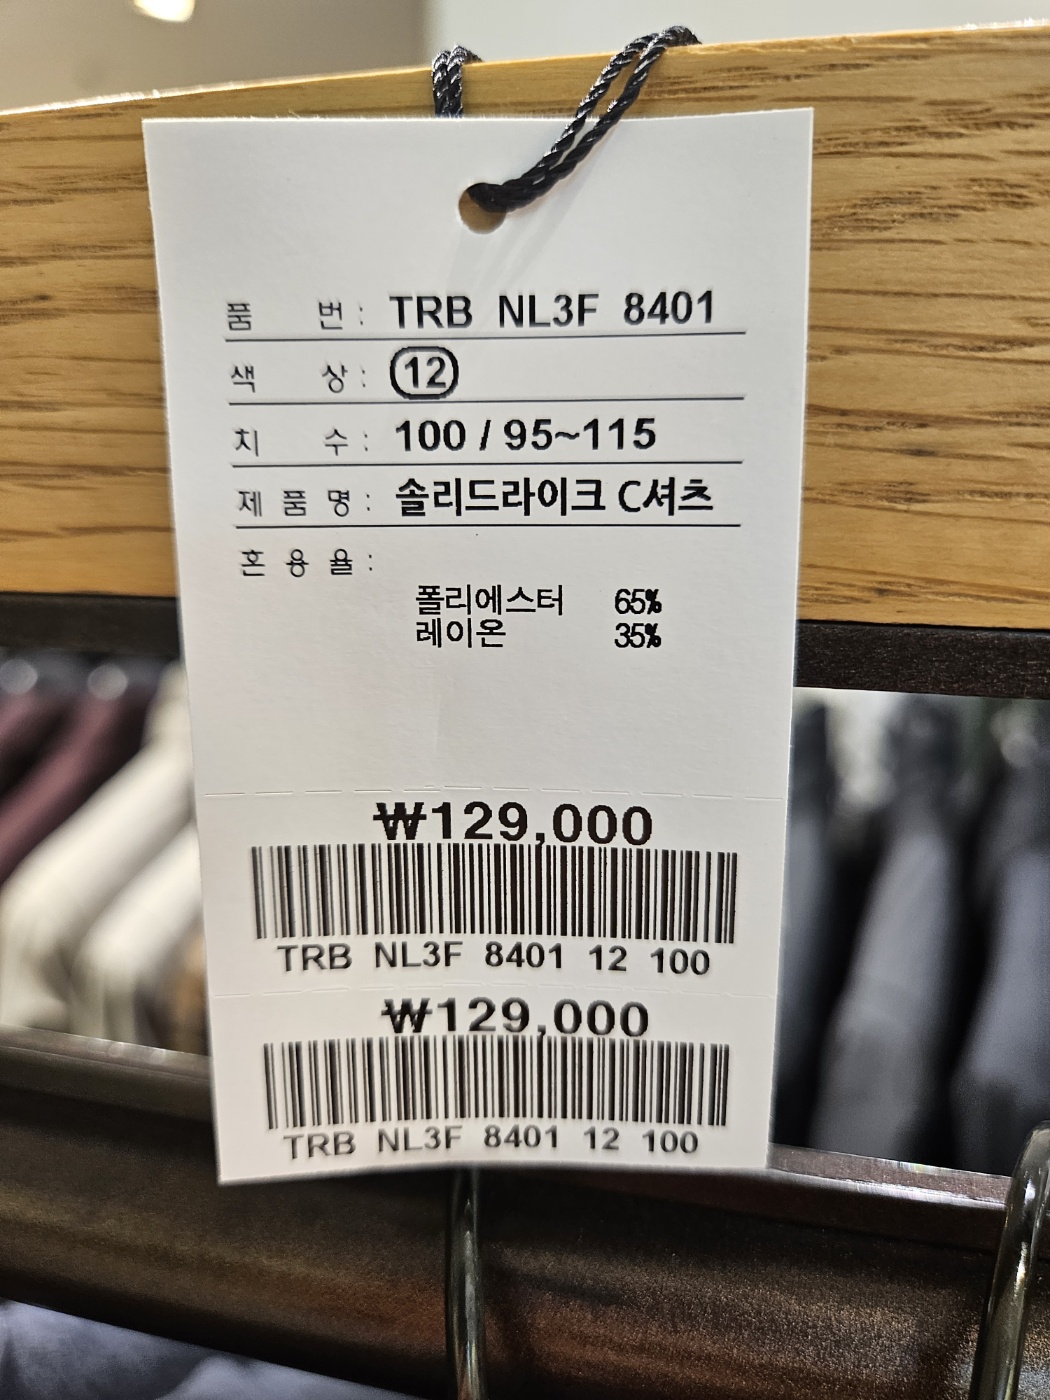 품 번 : TRB NL3F 8401
색 상 : 12
치 수 : 100 / 95~115
제 품 명 : 솔리드라이크 C셔츠
혼 용 율 :
폴리에스터 65%
레이온 35%
₩129,000
TRB NL3F 8401 12 100
₩129,000
TRB NL3F 8401 12 100